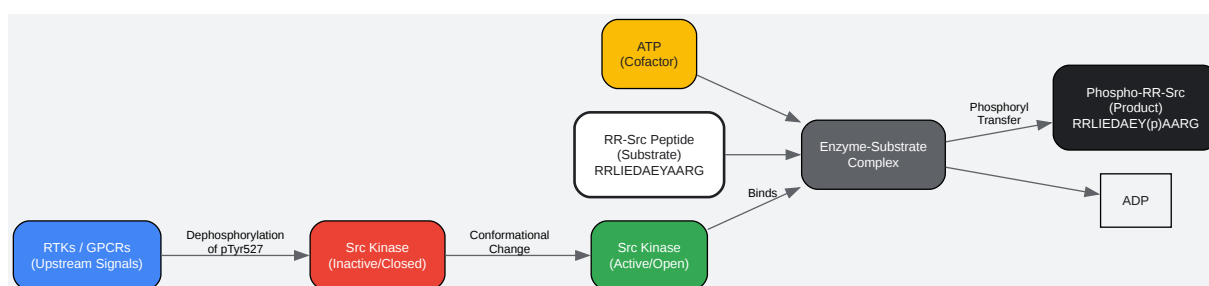 ATP
(Cofactor)
RR-Src Peptide
(Substrate)
RRLIEDAEYAARG
Enzyme-Substrate
Complex
Phosphoryl
Transfer
Phospho-RR-Src
(Product)
RRLIEDAEY(p)AARG
ADP
Binds
RTKs / GPCRs
(Upstream Signals)
Dephosphorylation
of pTyr527
Src Kinase
(Inactive/Closed)
Conformational
Change
Src Kinase
(Active/Open)